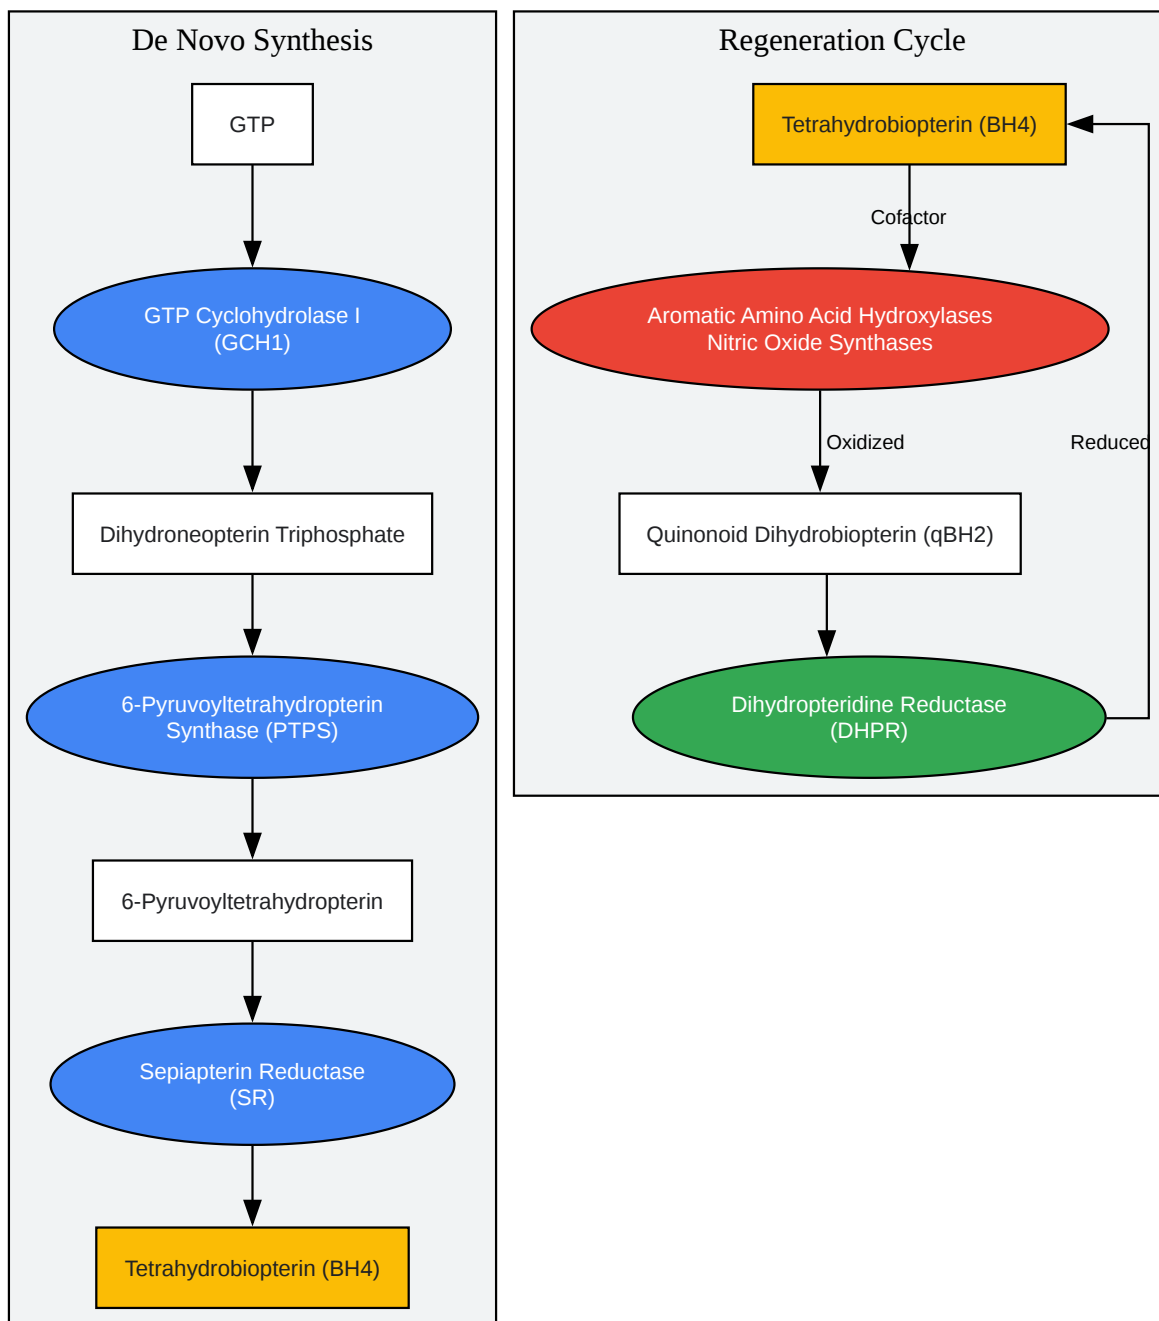 De Novo Synthesis
GTP
GTP Cyclohydrolase I
(GCH1)
Dihydroneopterin Triphosphate
6-Pyruvoyltetrahydropterin
Synthase (PTPS)
6-Pyruvoyltetrahydropterin
Sepiapterin Reductase
(SR)
Tetrahydrobiopterin (BH4)
Regeneration Cycle
Tetrahydrobiopterin (BH4)
Cofactor
Aromatic Amino Acid Hydroxylases
Nitric Oxide Synthases
Oxidized
Reduced
Quinonoid Dihydrobiopterin (qBH2)
Dihydropteridine Reductase
(DHPR)